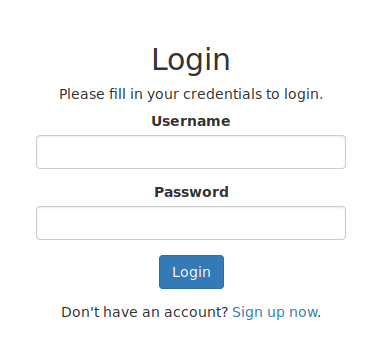 Login
Please fill in your credentials to login.
Username
Password
Login
Don't have an account? Sign up now.